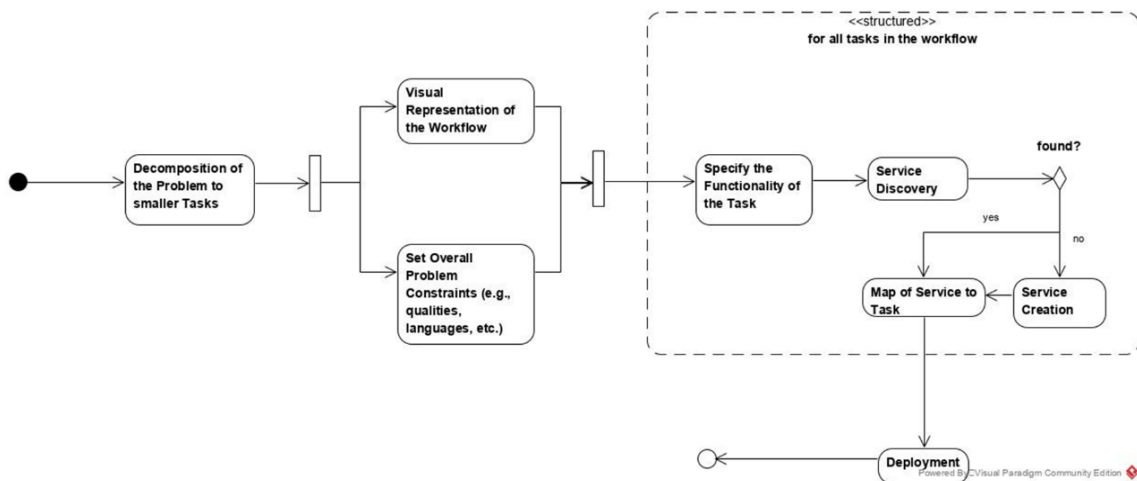 <<structured>>
for all tasks in the workflow
Visual
Representation of
the Workflow
found?
Decomposition of
the Problem to
smaller Tasks
Specify the
Functionality of
the Task
Service
Discovery
yes
no
Set Overall
Problem
Constraints (e.g.,
qualities,
languages, etc.)
Map of Service to
Task
Service
Creation
Deployment
Powered By Visual Paradigm Community Edition